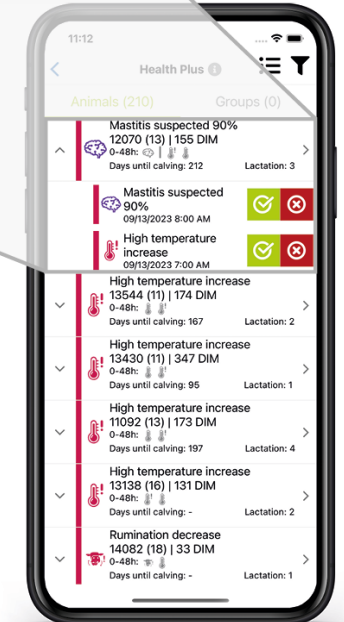 11:12
Health Plus
Animals (210)
Groups (0)
Mastitis suspected 90%
12070 (13) | 155 DIM
0-48h:
Days until calving: 212
Lactation: 3
Mastitis suspected
90%
09/13/2023 8:00 AM
High temperature
increase
09/13/2023 7:00 AM
High temperature increase
13544 (11) | 174 DIM
0-48h:
Days until calving: 167
Lactation: 2
High temperature increase
13430 (11) | 347 DIM
0-48h:
Days until calving: 95
Lactation: 1
High temperature increase
11092 (13) | 173 DIM
0-48h:
Days until calving: 197
Lactation: 4
High temperature increase
13138 (16) | 131 DIM
0-48h:
Days until calving: -
Lactation: 2
Rumination decrease
14082 (18) | 33 DIM
0-48h:
Days until calving: -
Lactation: 1